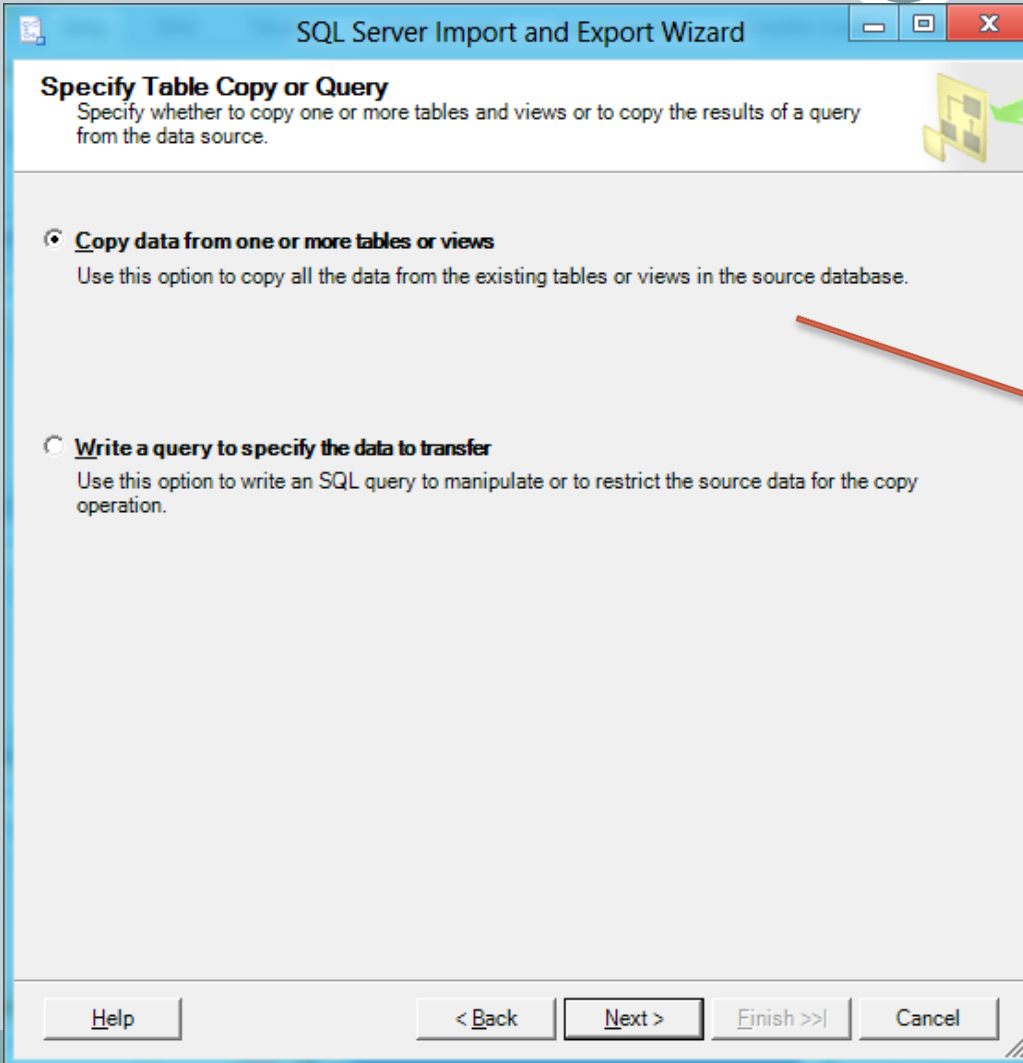 SQL Server Import and Export Wizard
Specify Table Copy or Query
Specify whether to copy one or more tables and views or to copy the results of a query
from the data source.
Copy data from one or more tables or views
Use this option to copy all the data from the existing tables or views in the source database.
Write a query to specify the data to transfer
Use this option to write an SQL query to manipulate or to restrict the source data for the copy
operation.
Help
< Back
Next >
Finish >>|
Cancel